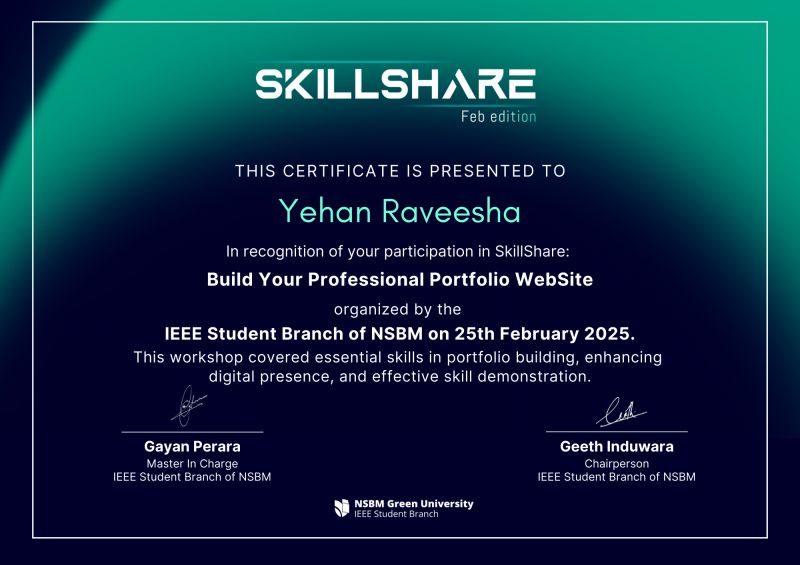 SKILLSHARE
Feb edition
THIS CERTIFICATE IS PRESENTED TO
Yehan Raveesha
In recognition of your participation in SkillShare:
Build Your Professional Portfolio WebSite
organized by the
IEEE Student Branch of NSBM on 25th February 2025.
This workshop covered essential skills in portfolio building, enhancing
digital presence, and effective skill demonstration.
Gayan Perara
Master In Charge
IEEE Student Branch of NSBM
Geeth Induwara
Chairperson
IEEE Student Branch of NSBM
NSBM Green University
IEEE Student Branch